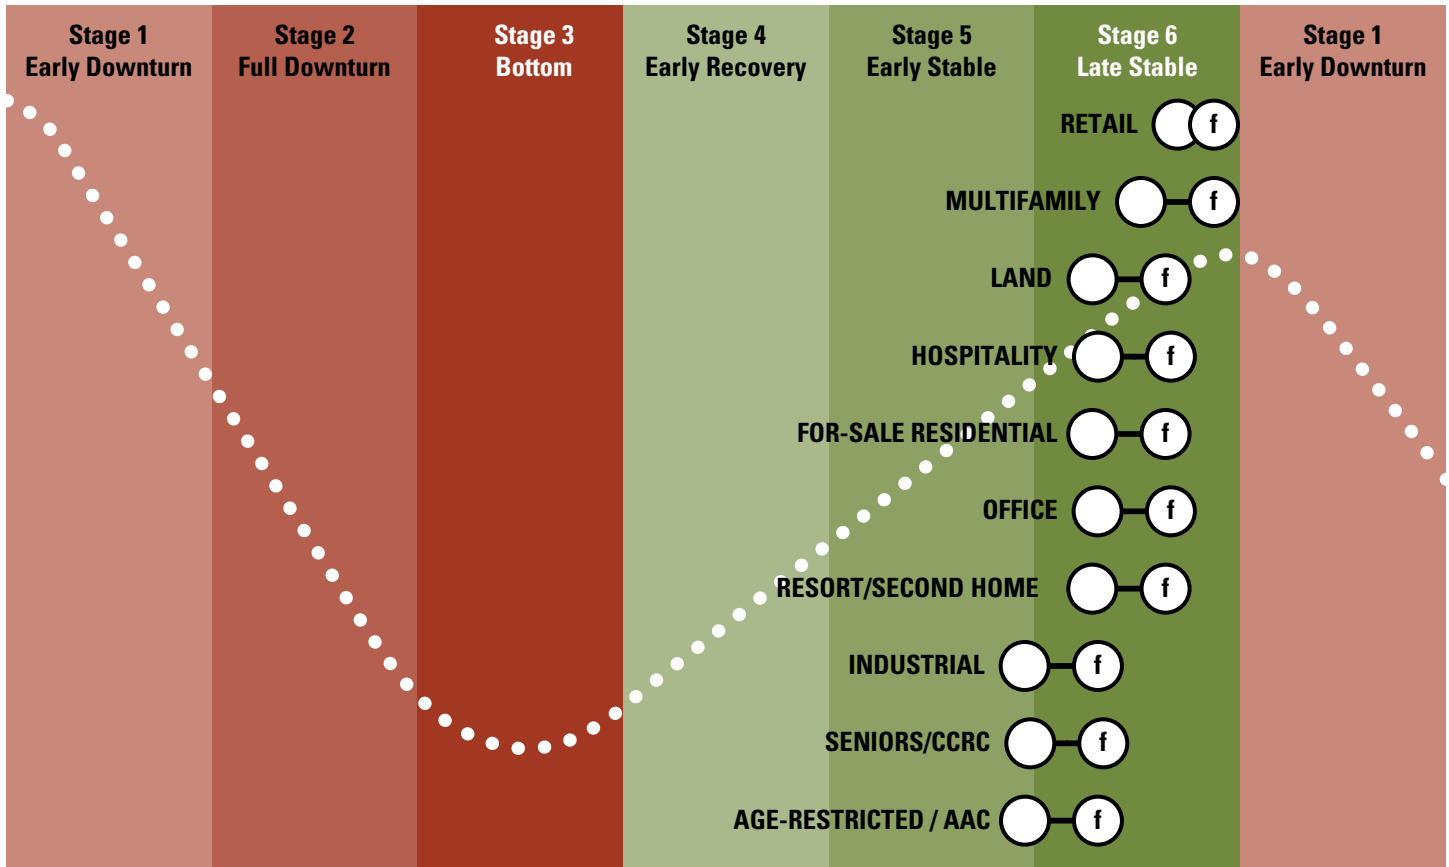 Stage 1
Early Downturn
Stage 2
Full Downturn
Stage 3
Bottom
Stage 4
Early Recovery
Stage 5
Early Stable
Stage 6
Late Stable
Stage 1
Early Downturn
RETAIL f
MULTIFAMILY f
LAND f
HOSPITALITY f
FOR-SALE RESIDENTIAL f
OFFICE f
RESORT/SECOND HOME f
INDUSTRIAL f
SENIORS/CCRC f
AGE-RESTRICTED / AAC f